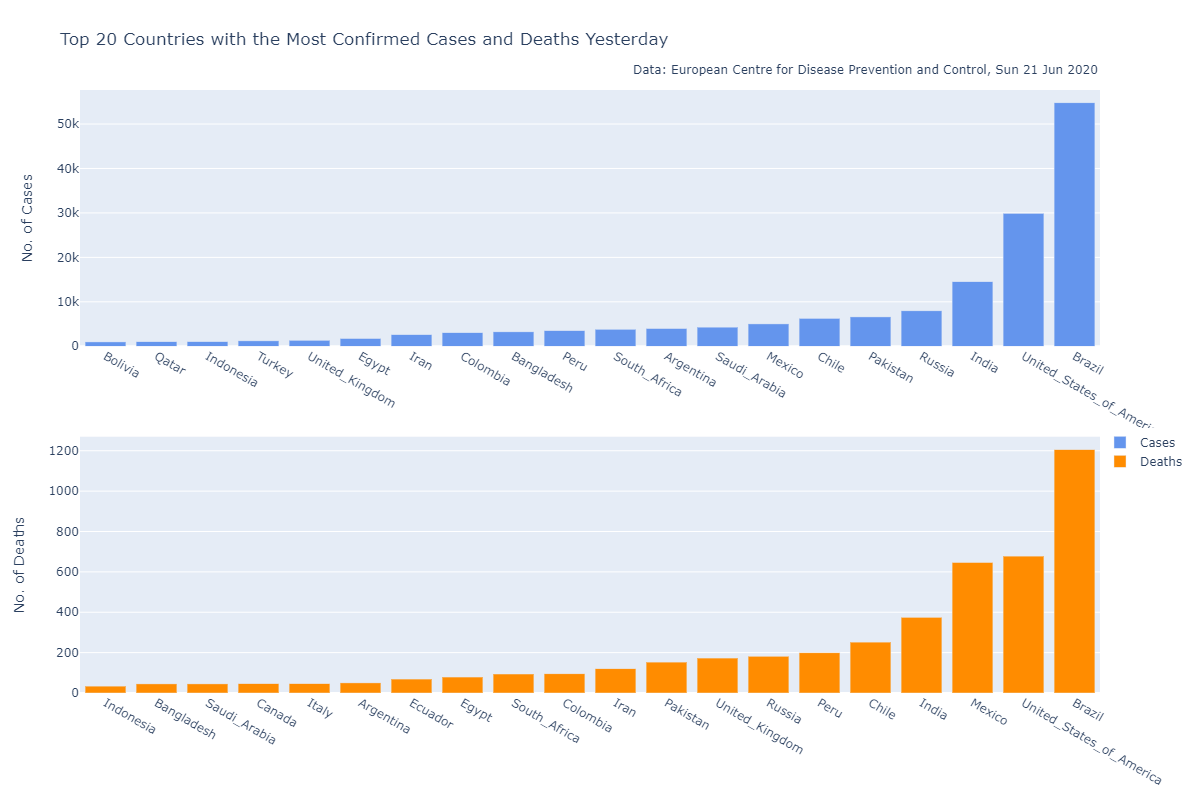 Top 20 Countries with the Most Confirmed Cases and Deaths Yesterday
Data: European Centre for Disease Prevention and Control, Sun 21 Jun 2020
No. of Cases
50k
40k
30k
20k
10k
0
Bolivia
Qatar
Indonesia
Turkey
United_Kingdom
Egypt
Iran
Colombia
Bangladesh
Peru
South_Africa
Argentina
Saudi_Arabia
Mexico
Chile
Pakistan
Russia
India
United_States_of_Ameri
Brazil
Cases
Deaths
No. of Deaths
1200
1000
800
600
400
200
0
Indonesia
Bangladesh
Saudi_Arabia
Canada
Italy
Argentina
Ecuador
Egypt
South_Africa
Colombia
Iran
Pakistan
United_Kingdom
Russia
Peru
Chile
India
Mexico
United_States_of_America
Brazil